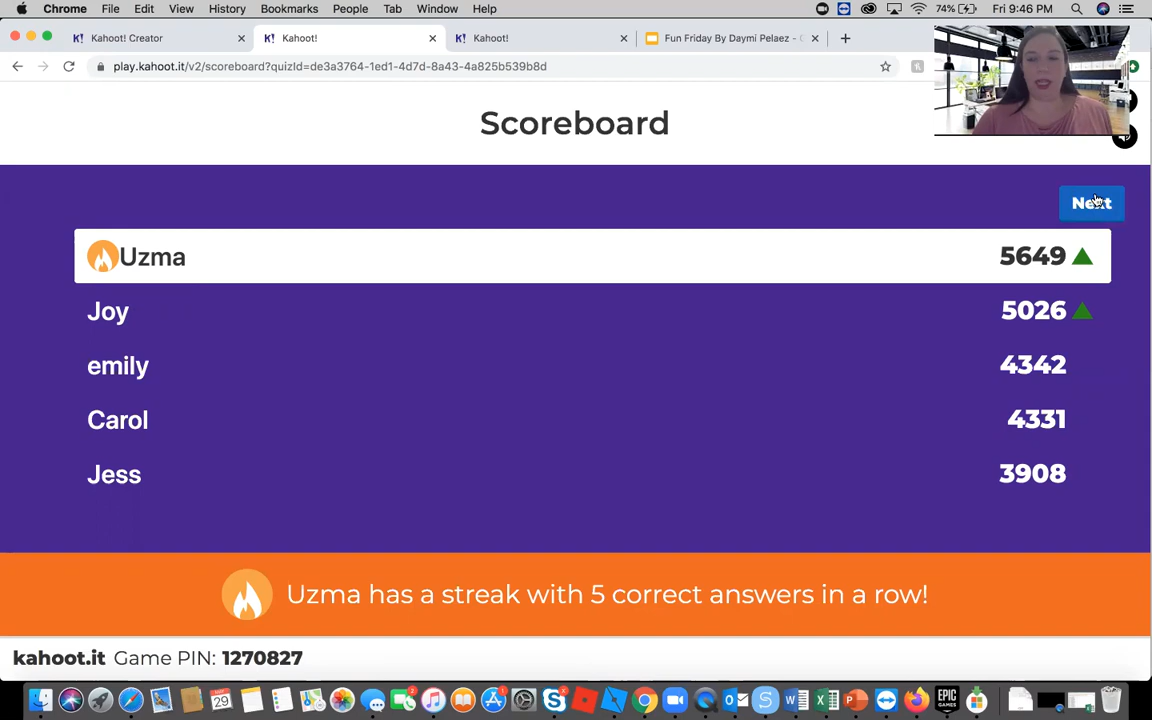 Chrome File Edit View History Bookmarks People Tab Window Help 74% Fri 9:46 PM
K! Kahoot! Creator K! Kahoot! K! Kahoot! Fun Friday By Daymi Pelaez -
play.kahoot.it/v2/scoreboard?quizId=de3a3764-1ed1-4d7d-8a43-4a825b539b8d
Scoreboard
Next
Uzma 5649
Joy 5026
emily 4342
Carol 4331
Jess 3908
Uzma has a streak with 5 correct answers in a row!
kahoot.it Game PIN: 1270827
29
EPIC GAMES